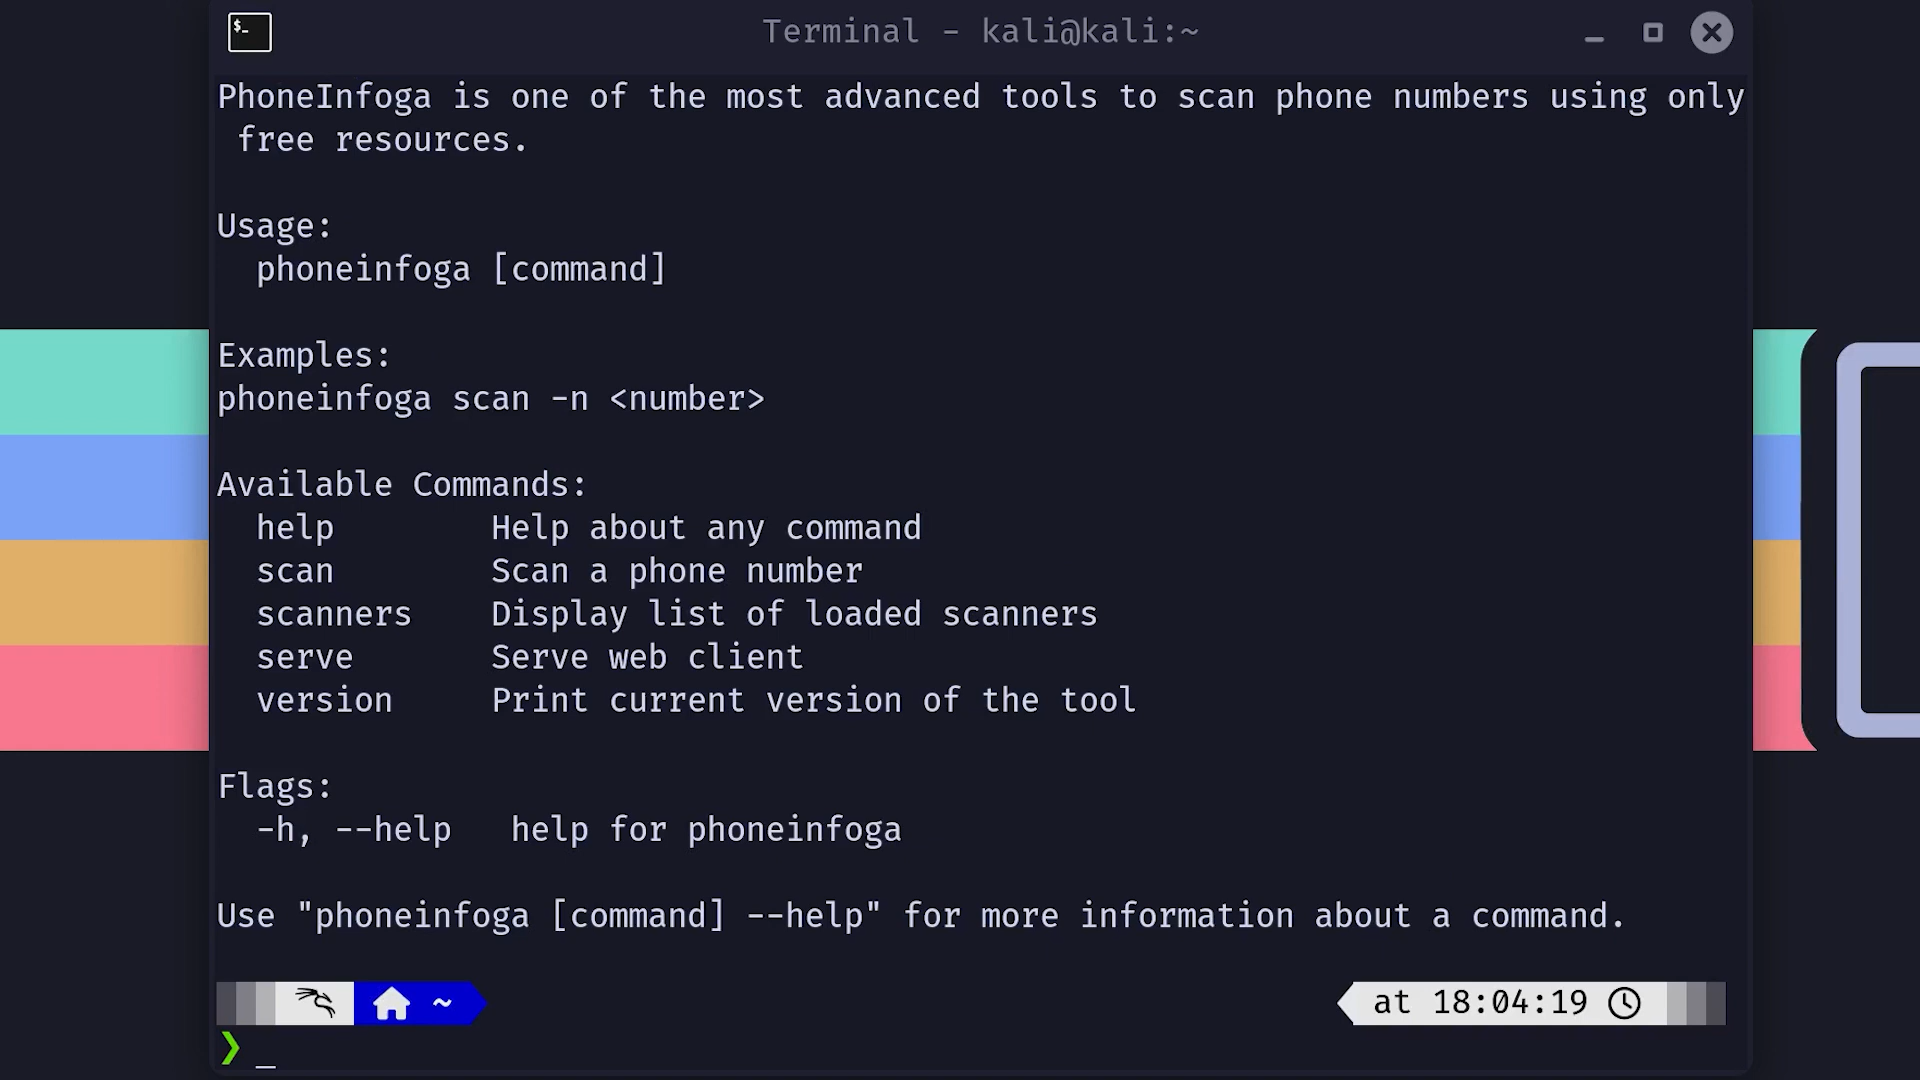 $_
Terminal - kali@kali:~
PhoneInfoga is one of the most advanced tools to scan phone numbers using only
free resources.
Usage:
phoneinfoga [command]
Examples:
phoneinfoga scan -n <number>
Available Commands:
help Help about any command
scan Scan a phone number
scanners Display list of loaded scanners
serve Serve web client
version Print current version of the tool
Flags:
-h, --help help for phoneinfoga
Use "phoneinfoga [command] --help" for more information about a command.
~ at 18:04:19
❯ _